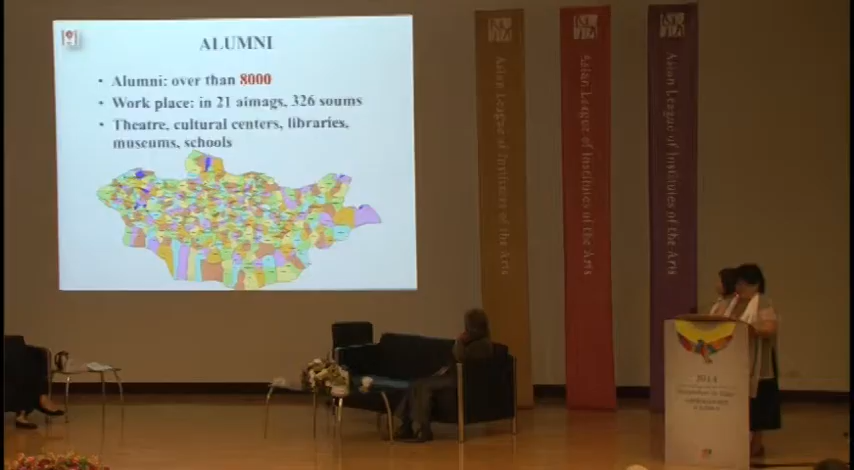 ALUMNI
• Alumni: over than 8000
• Work place: in 21 aimags, 326 soums
• Theatre, cultural centers, libraries,
museums, schools
Asian League of Institutes of the Arts
Asian League of Institutes of the Arts
Asian League of Institutes of the Arts
2014